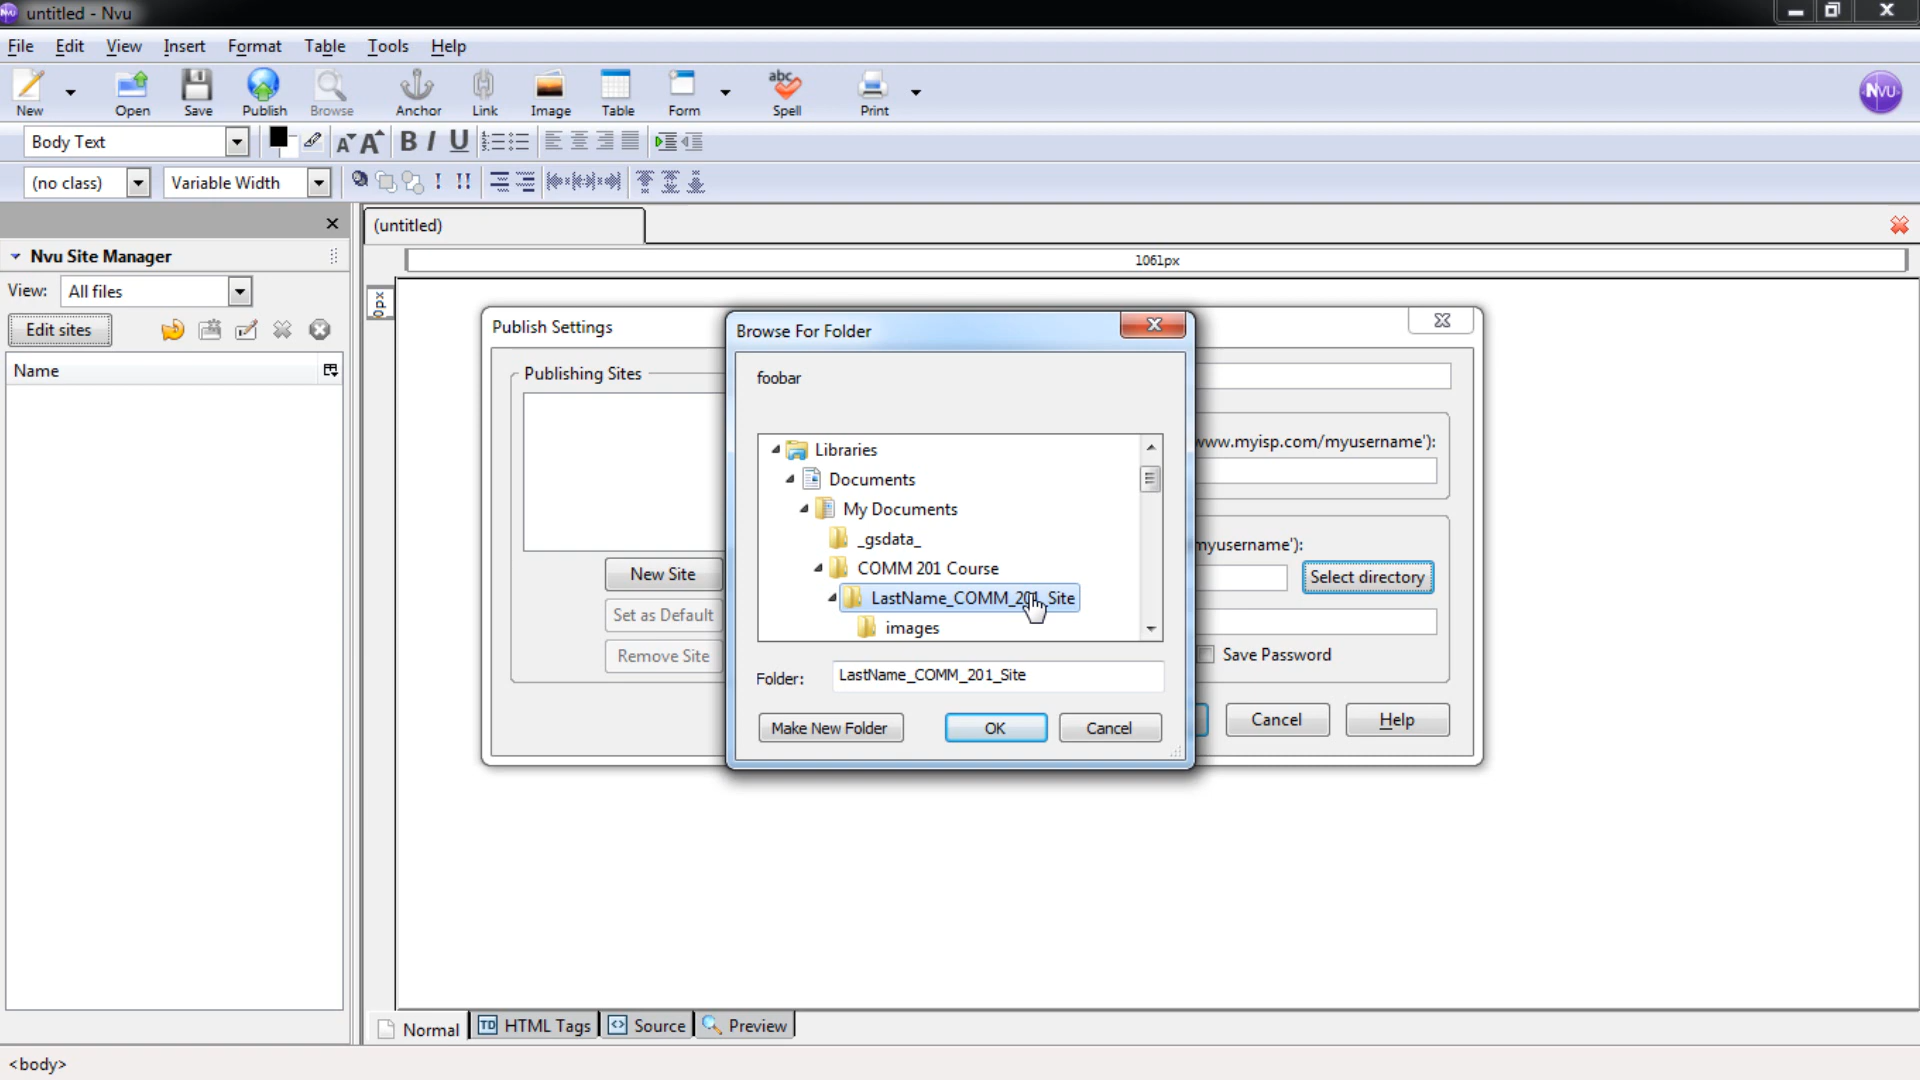 untitled - Nvu
File Edit View Insert Format Table Tools Help
New Open Save Publish Browse Anchor Link Image Table Form abc Spell Print NVU
Body Text B I U
(no class) Variable Width ! !!
(untitled)
Nvu Site Manager
1061px
View: All files
0px
Edit sites
Name
Publish Settings
Browse For Folder
Publishing Sites
foobar
www.myisp.com/myusername'):
Libraries
Documents
My Documents
_gsdata_
myusername'):
COMM 201 Course
New Site
Select directory
LastName_COMM_201_Site
Set as Default
images
Remove Site
Save Password
Folder: LastName_COMM_201_Site
Make New Folder OK Cancel
Cancel Help
Normal TD HTML Tags Source Preview
<body>